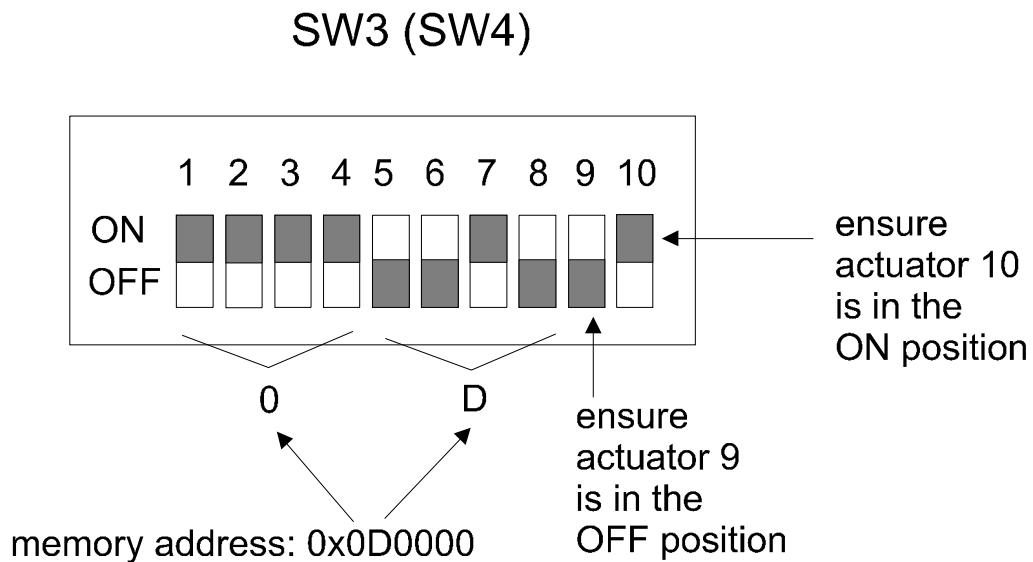 SW3 (SW4)
1 2 3 4 5 6 7 8 9 10
ON
OFF
ensure
actuator 10
is in the
ON position
0 D
ensure
actuator 9
is in the
OFF position
memory address: 0x0D0000